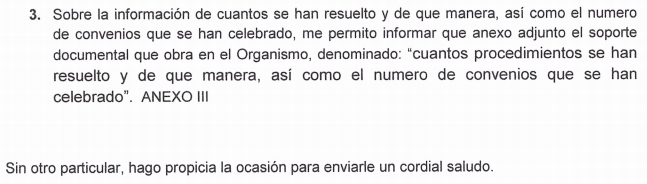 3. Sobre la información de cuantos se han resuelto y de que manera, así como el numero
de convenios que se han celebrado, me permito informar que anexo adjunto el soporte
documental que obra en el Organismo, denominado: “cuantos procedimientos se han
resuelto y de que manera, así como el numero de convenios que se han
celebrado”. ANEXO III
Sin otro particular, hago propicia la ocasión para enviarle un cordial saludo.